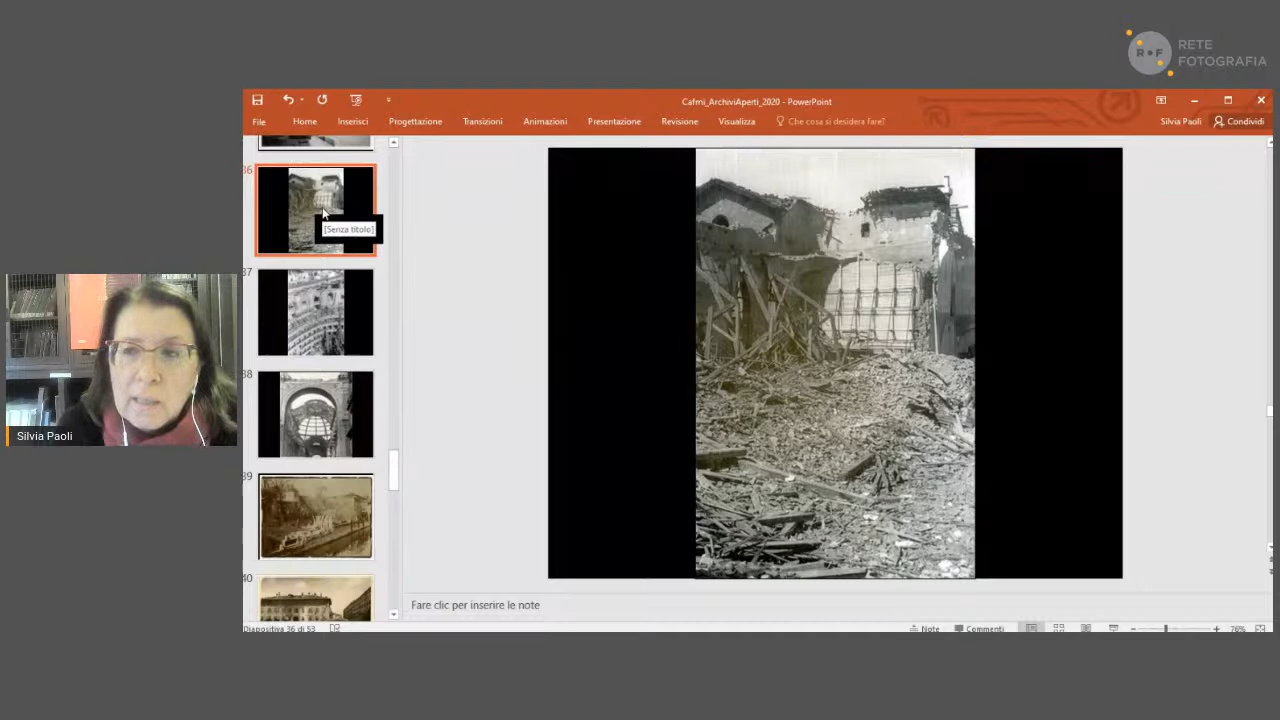 R•F
RETE
FOTOGRAFIA
Cafmi_ArchiviAperti_2020 - PowerPoint
File Home Inserisci Progettazione Transizioni Animazioni Presentazione Revisione Visualizza Che cosa si desidera fare? Silvia Paoli Condividi
36
[Senza titolo]
37
38
39
40
Silvia Paoli
Fare clic per inserire le note
Diapositiva 36 di 53 Note Commenti 76%